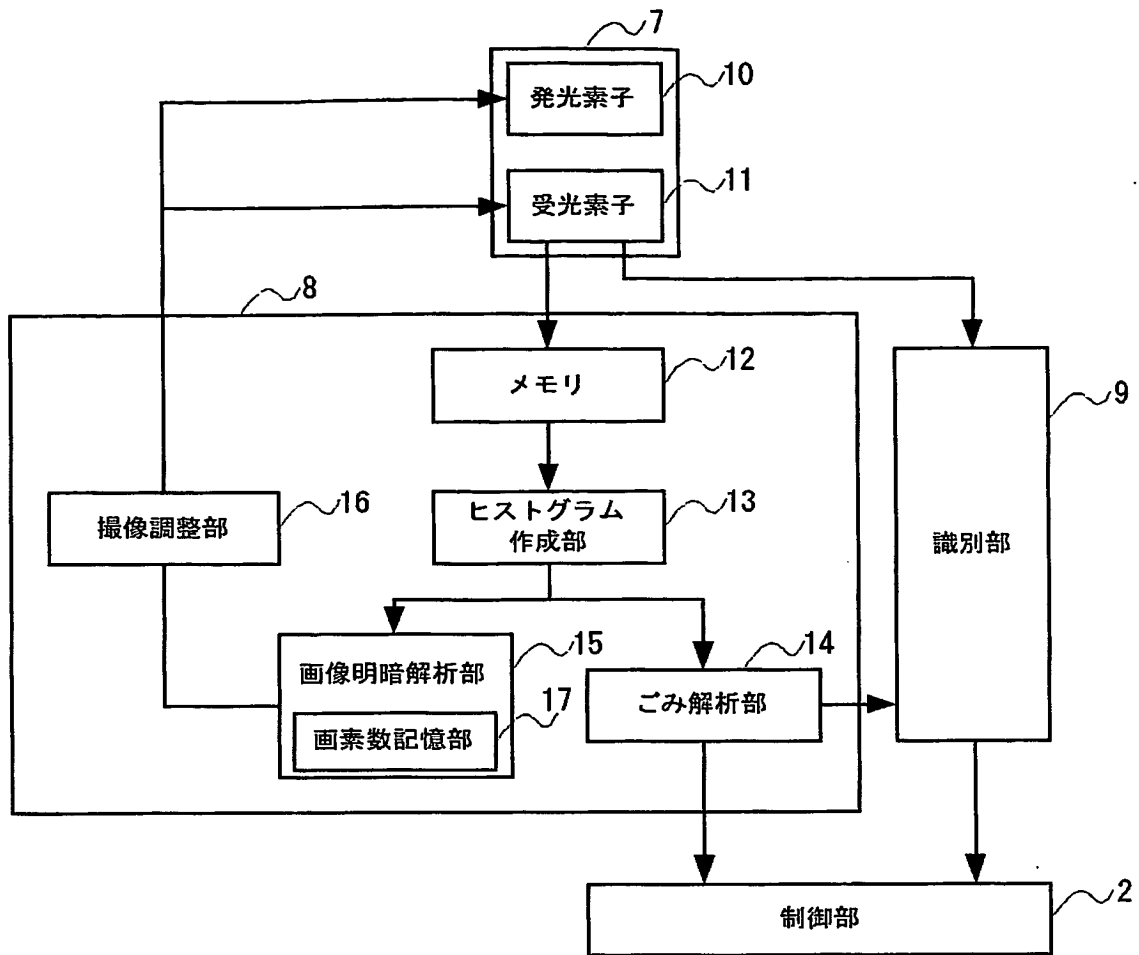 7
発光素子
10
受光素子
11
8
メモリ
12
9
撮像調整部
16
ヒストグラム
作成部
13
識別部
画像明暗解析部
15
画素数記憶部
17
ごみ解析部
14
制御部
2